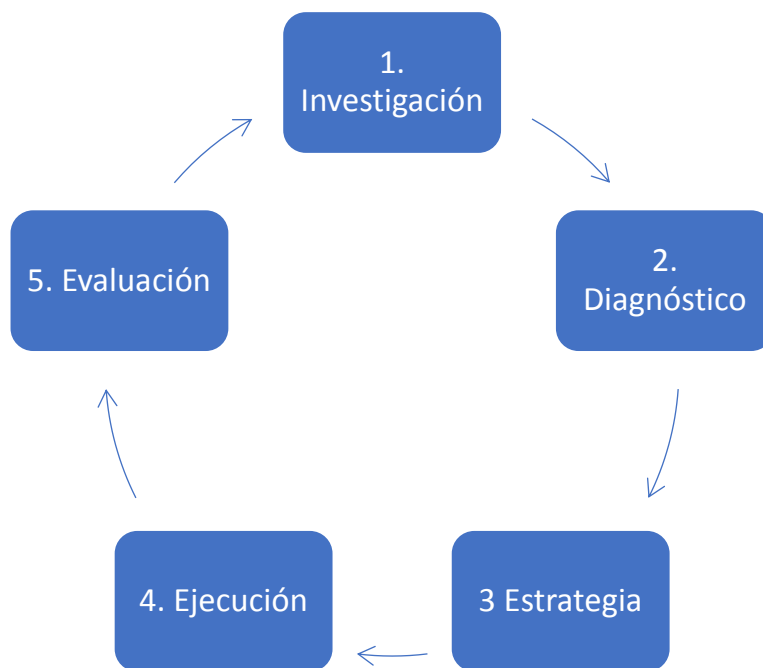 1.
Investigación
2.
Diagnóstico
3 Estrategia
4. Ejecución
5. Evaluación